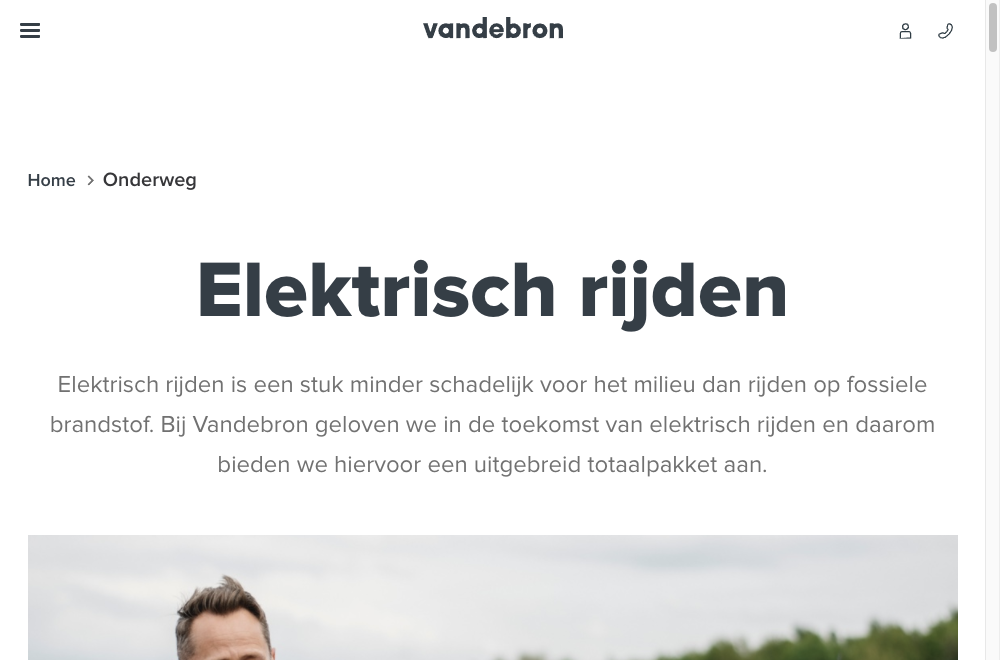 vandebron
Home > Onderweg
Elektrisch rijden
Elektrisch rijden is een stuk minder schadelijk voor het milieu dan rijden op fossiele
brandstof. Bij Vandebron geloven we in de toekomst van elektrisch rijden en daarom
bieden we hiervoor een uitgebreid totaalpakket aan.